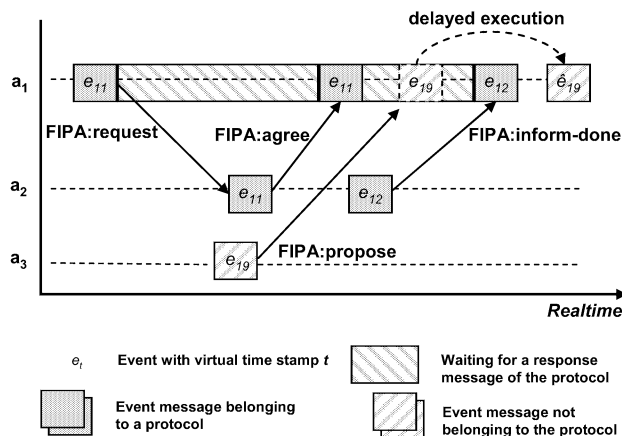 delayed execution
a1 e11 e11 e19 e12 ê19
FIPA:request FIPA:agree FIPA:inform-done
a2 e11 e12
a3 e19 FIPA:propose
Realtime
et Event with virtual time stamp t
Waiting for a response
message of the protocol
Event message belonging
to a protocol
Event message not
belonging to the protocol